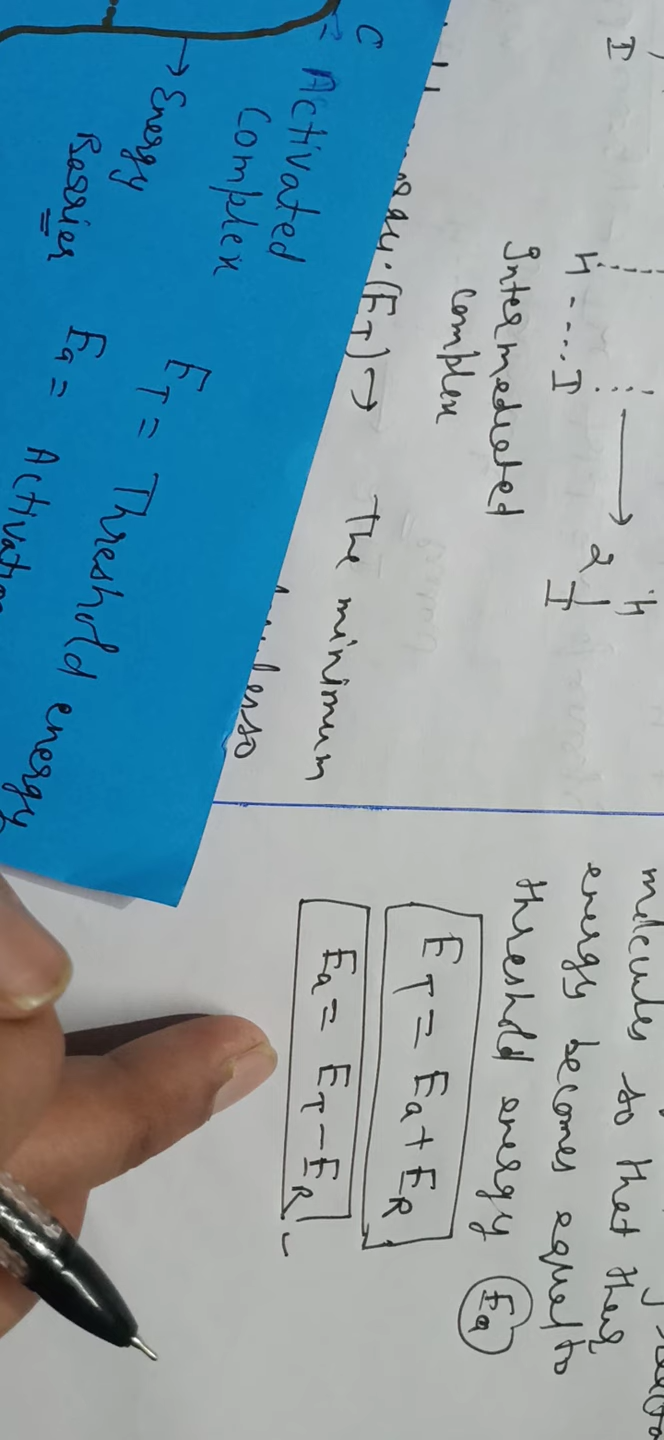 I
H ---- I
2 H
I
Intermediated
Complex
(ET) → The minimum
C
= Activated
Complex
→ Energy
Barrier
ET = Threshold energy
Ea =
molecules so that their
energy becomes equal to
threshold energy (Ea)
ET = Ea + ER
Ea = ET - ER